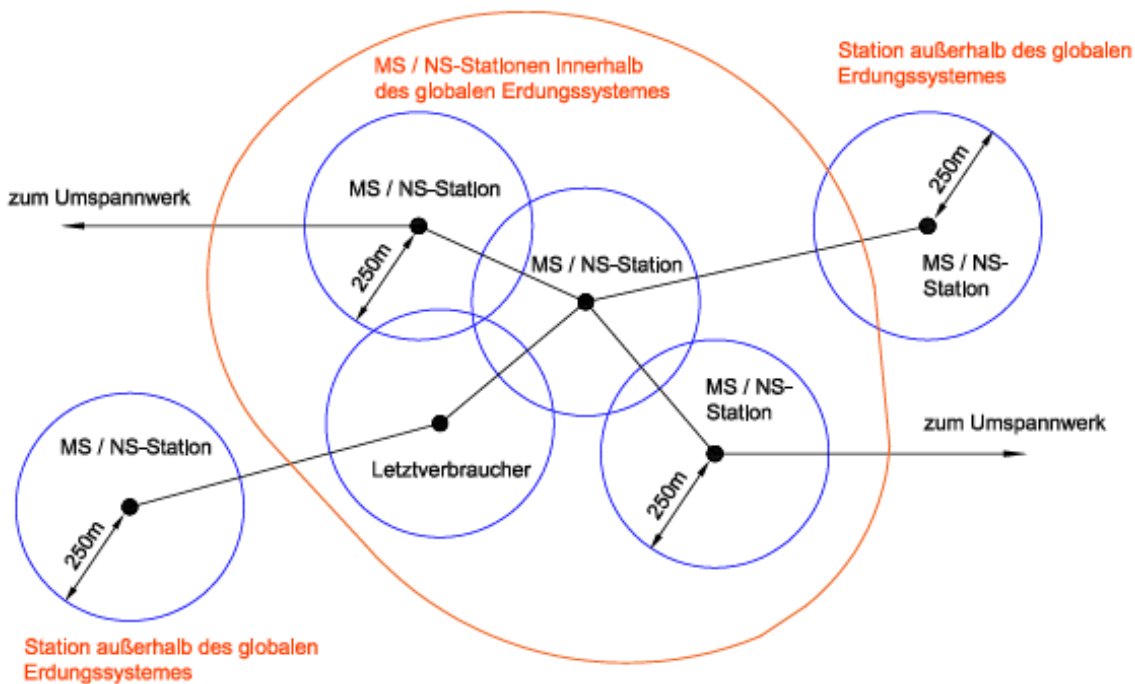 MS / NS-Stationen Innerhalb
des globalen Erdungssystemes
Station außerhalb des globalen
Erdungssystemes
zum Umspannwerk
MS / NS-Station
250m
MS / NS-Station
250m
MS / NS-
Station
MS / NS-
Station
250m
zum Umspannwerk
MS / NS-Station
250m
Letztverbraucher
Station außerhalb des globalen
Erdungssystemes